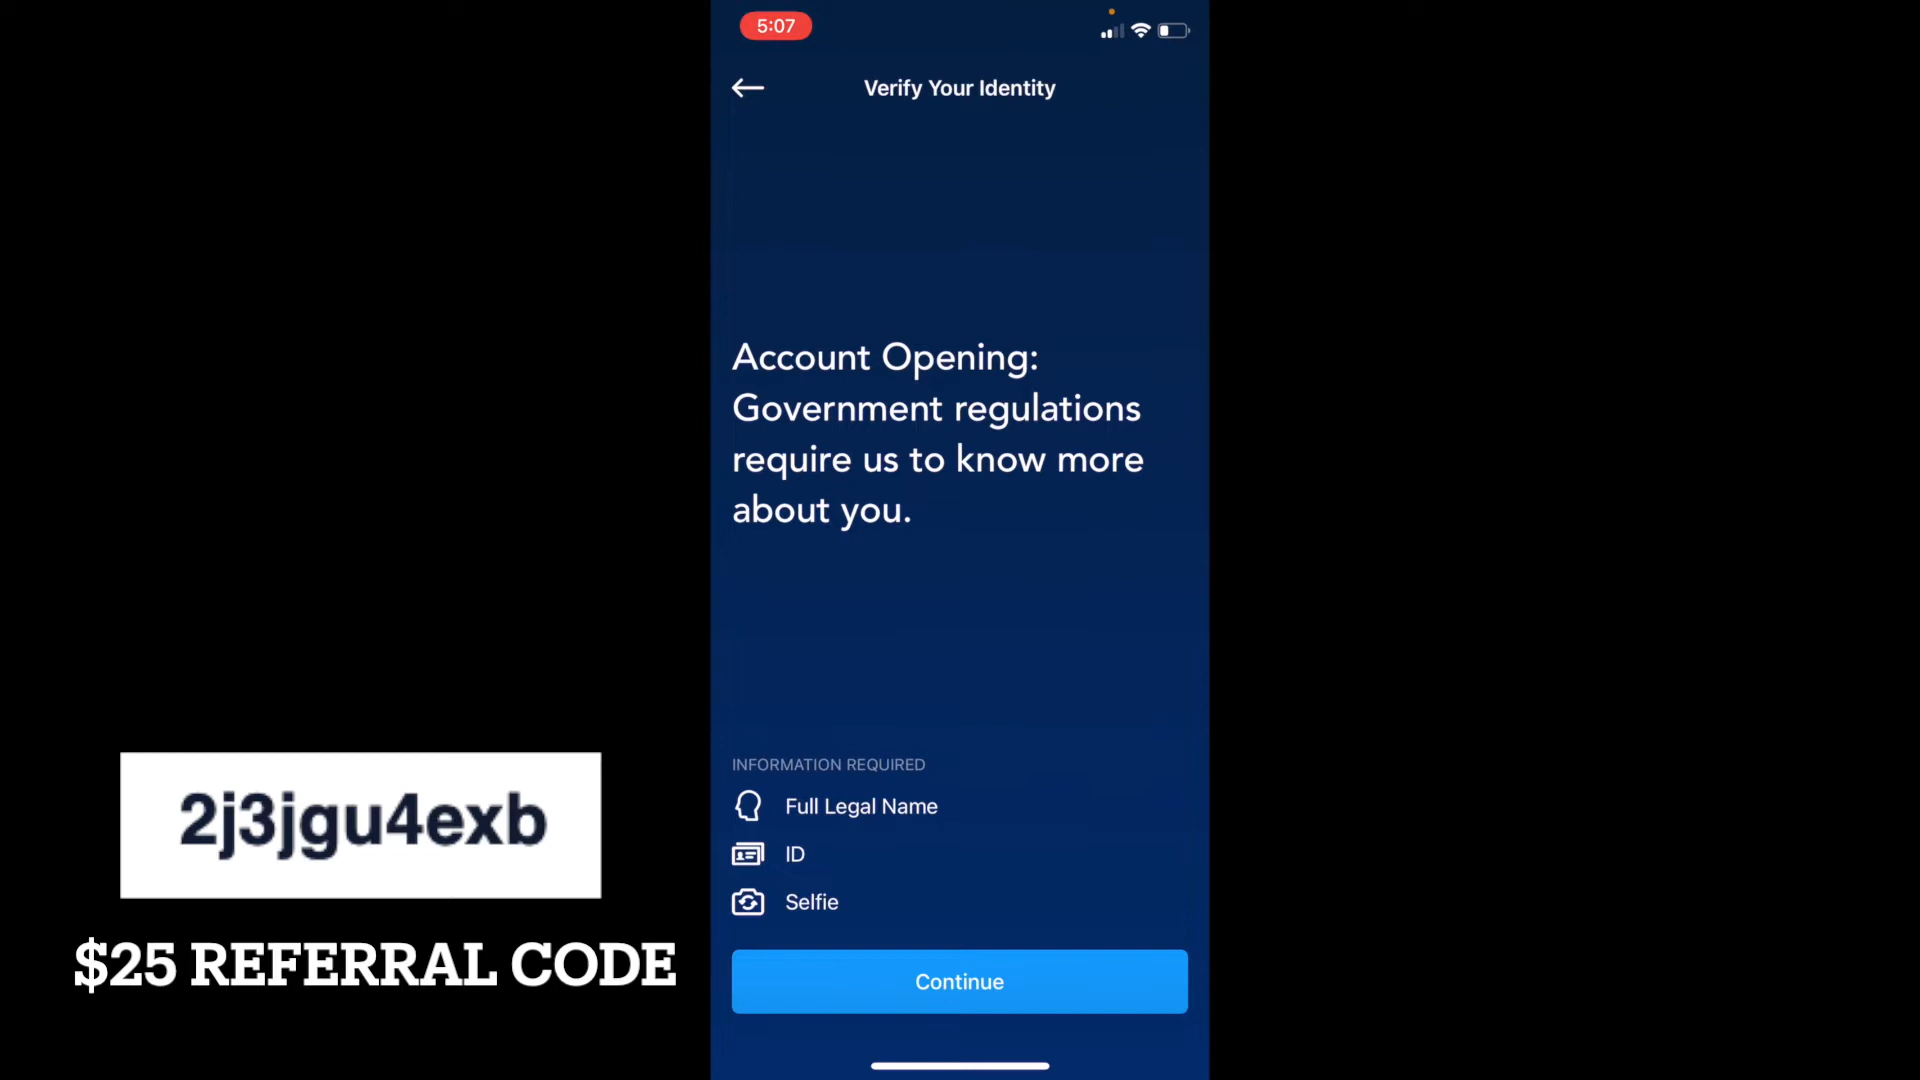 5:07
Verify Your Identity
Account Opening:
Government regulations
require us to know more
about you.
INFORMATION REQUIRED
Full Legal Name
ID
Selfie
Continue
2j3jgu4exb
$25 REFERRAL CODE